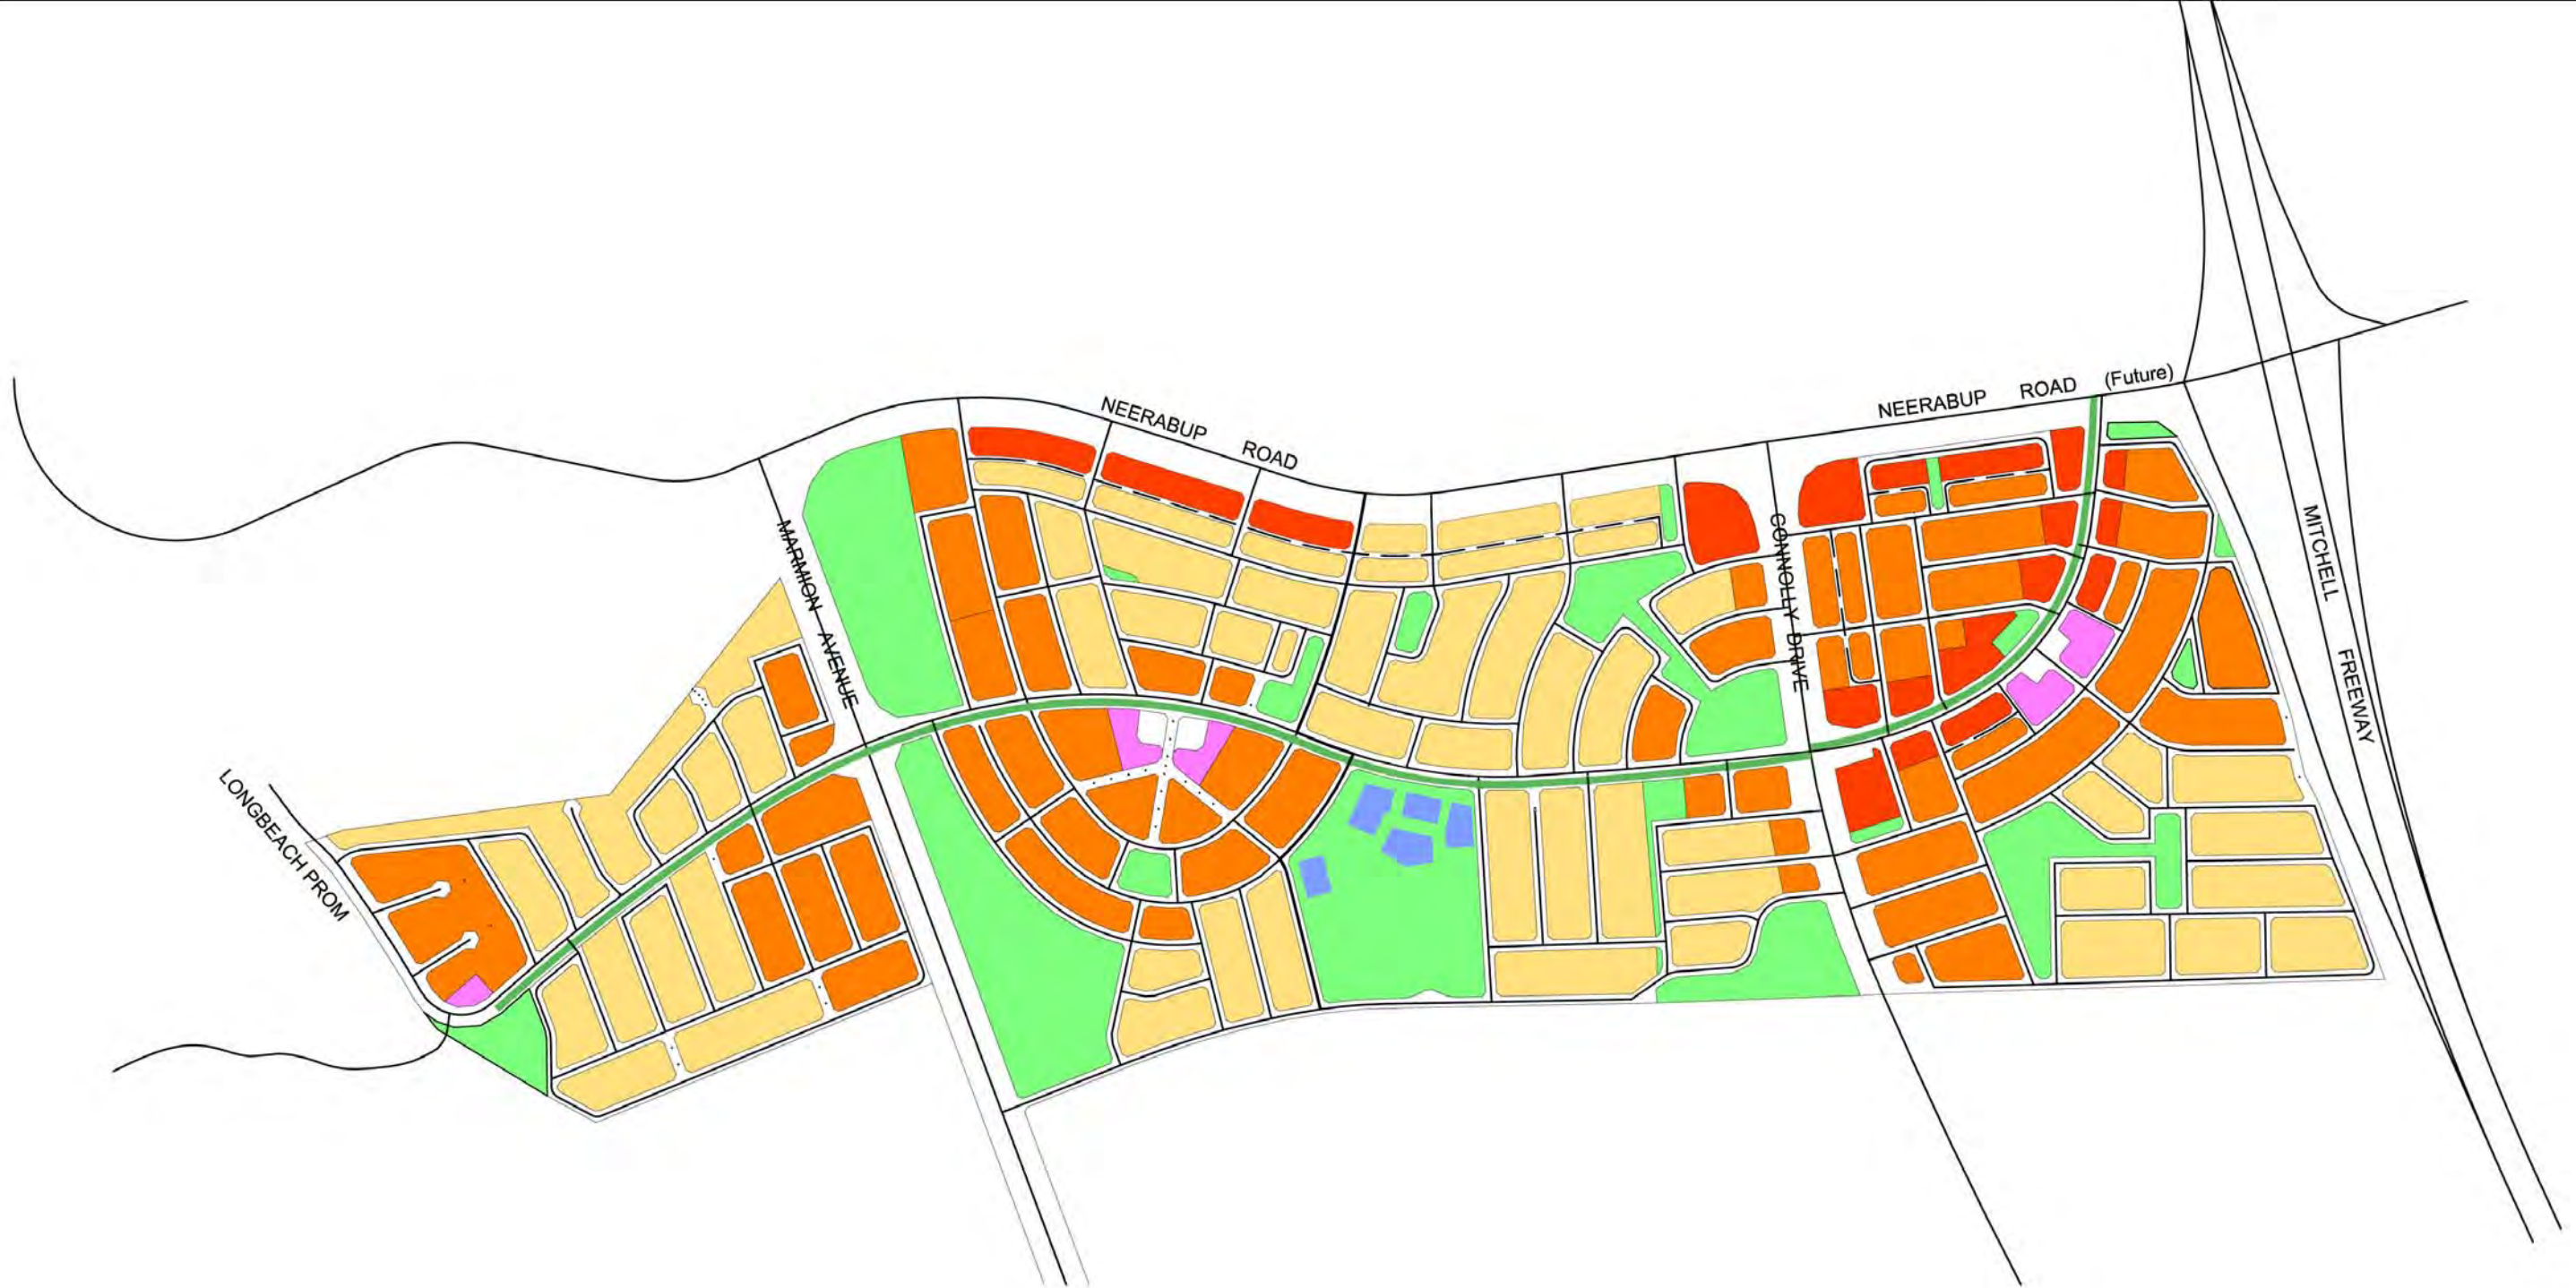 NEERABUP ROAD
NEERABUP ROAD (Future)
MARMION AVENUE
CONNOLLY DRIVE
MITCHELL FREEWAY
LONGBEACH PROM